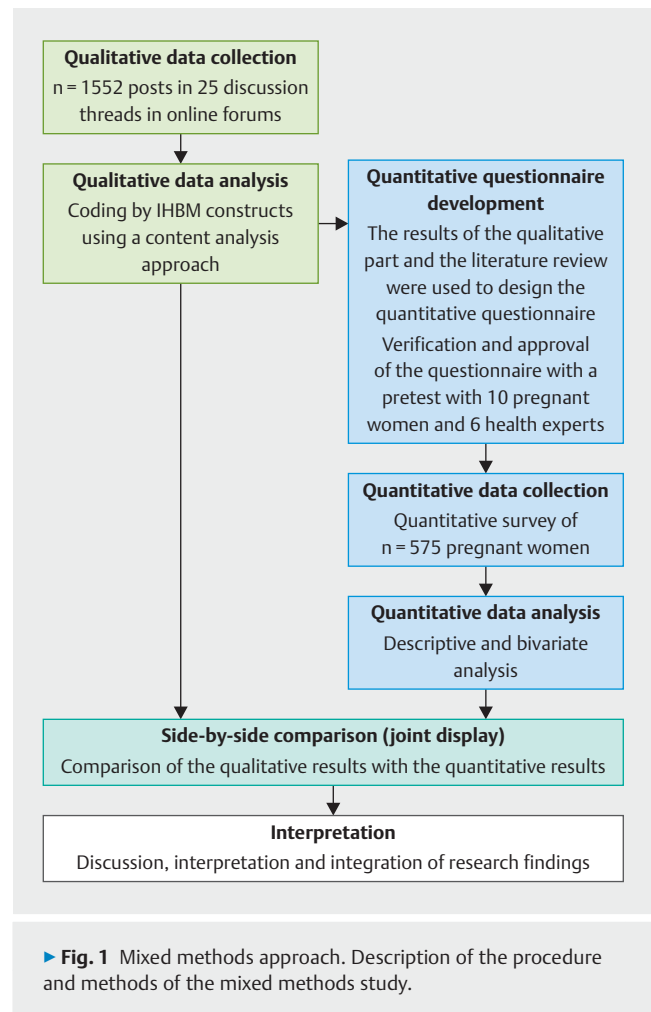 Qualitative data collection
n = 1552 posts in 25 discussion
threads in online forums
Qualitative data analysis
Coding by IHBM constructs
using a content analysis
approach
Quantitative questionnaire
development
The results of the qualitative
part and the literature review
were used to design the
quantitative questionnaire
Verification and approval
of the questionnaire with a
pretest with 10 pregnant
women and 6 health experts
Quantitative data collection
Quantitative survey of
n = 575 pregnant women
Quantitative data analysis
Descriptive and bivariate
analysis
Side-by-side comparison (joint display)
Comparison of the qualitative results with the quantitative results
Interpretation
Discussion, interpretation and integration of research findings
▶ Fig. 1 Mixed methods approach. Description of the procedure
and methods of the mixed methods study.